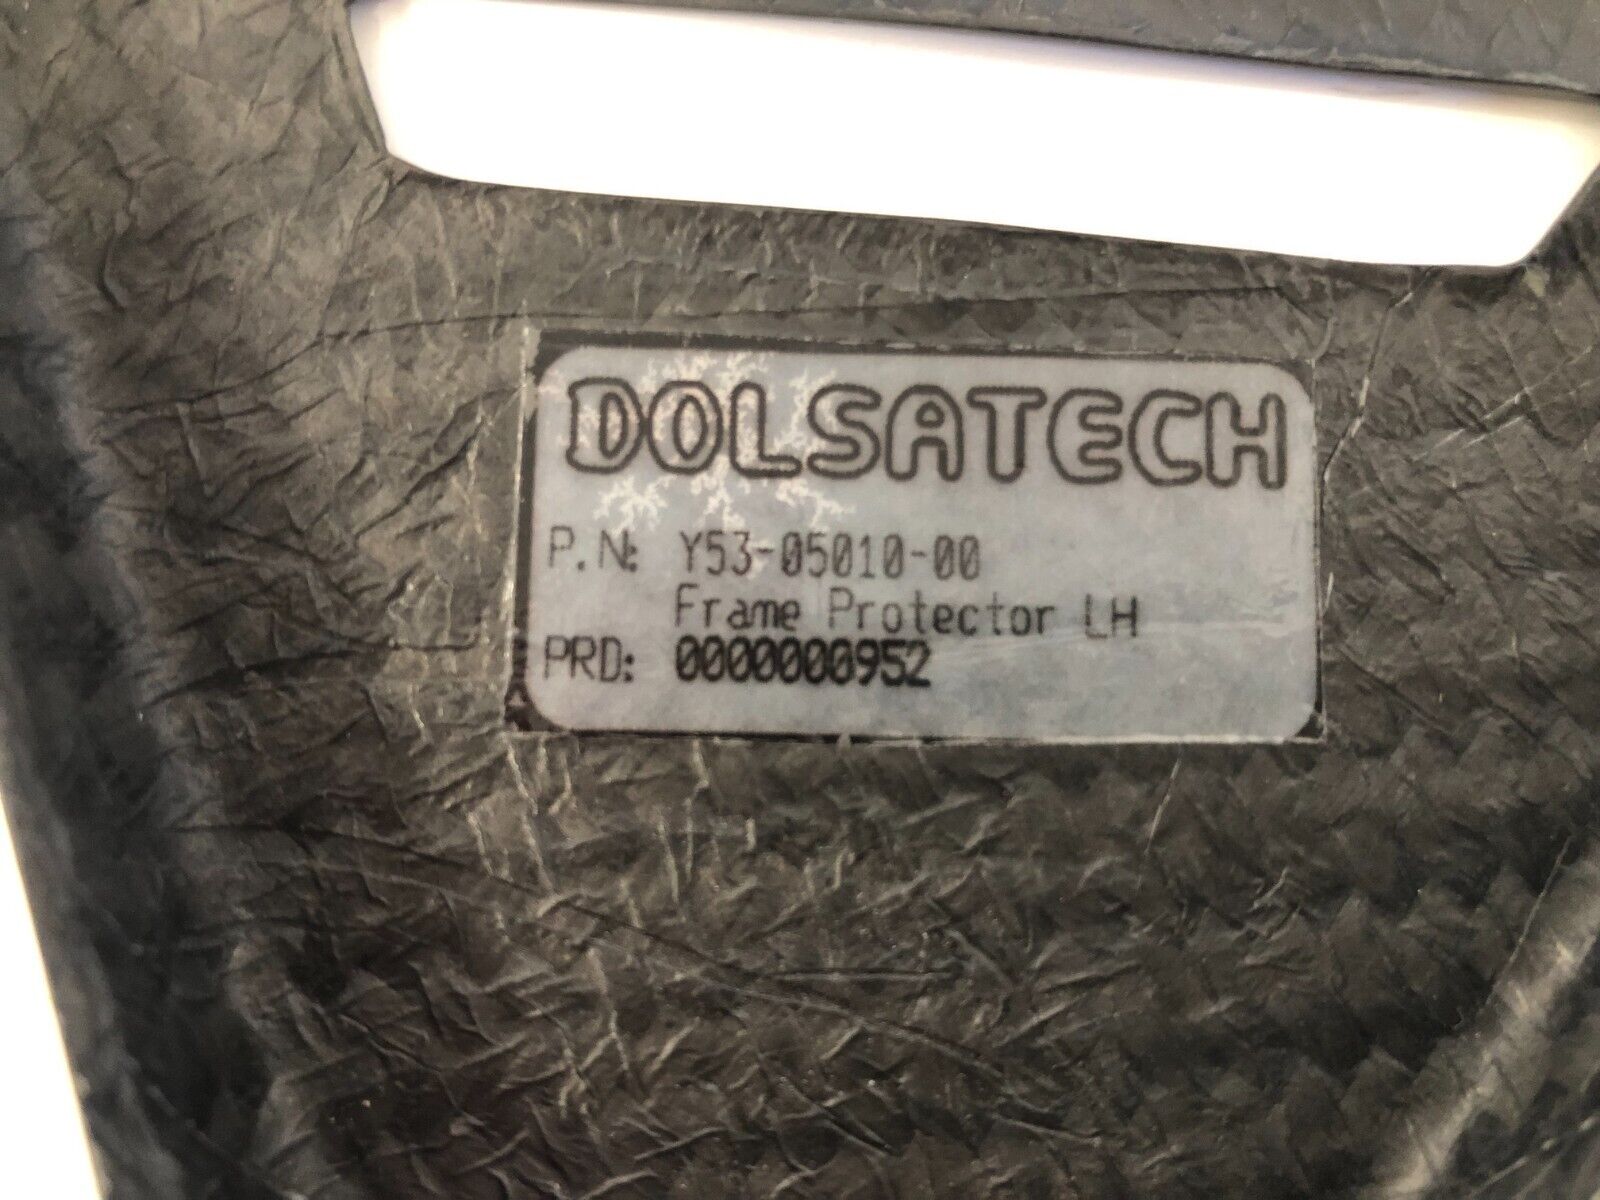 DOLSATECH
P.N: Y53-05010-00
Frame Protector LH
PRD: 0000000952